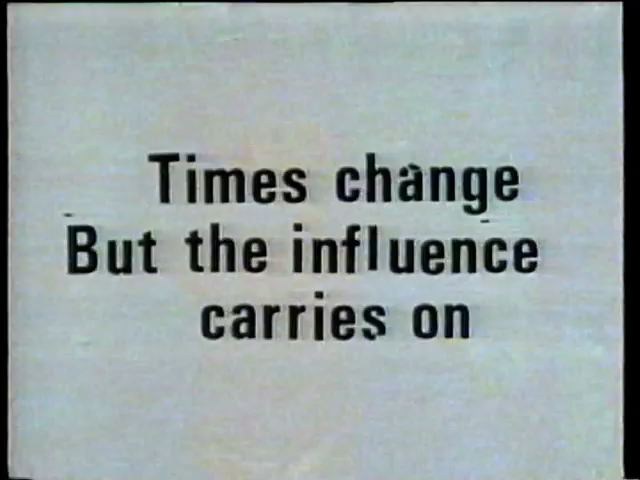 Times change
But the influence
carries on